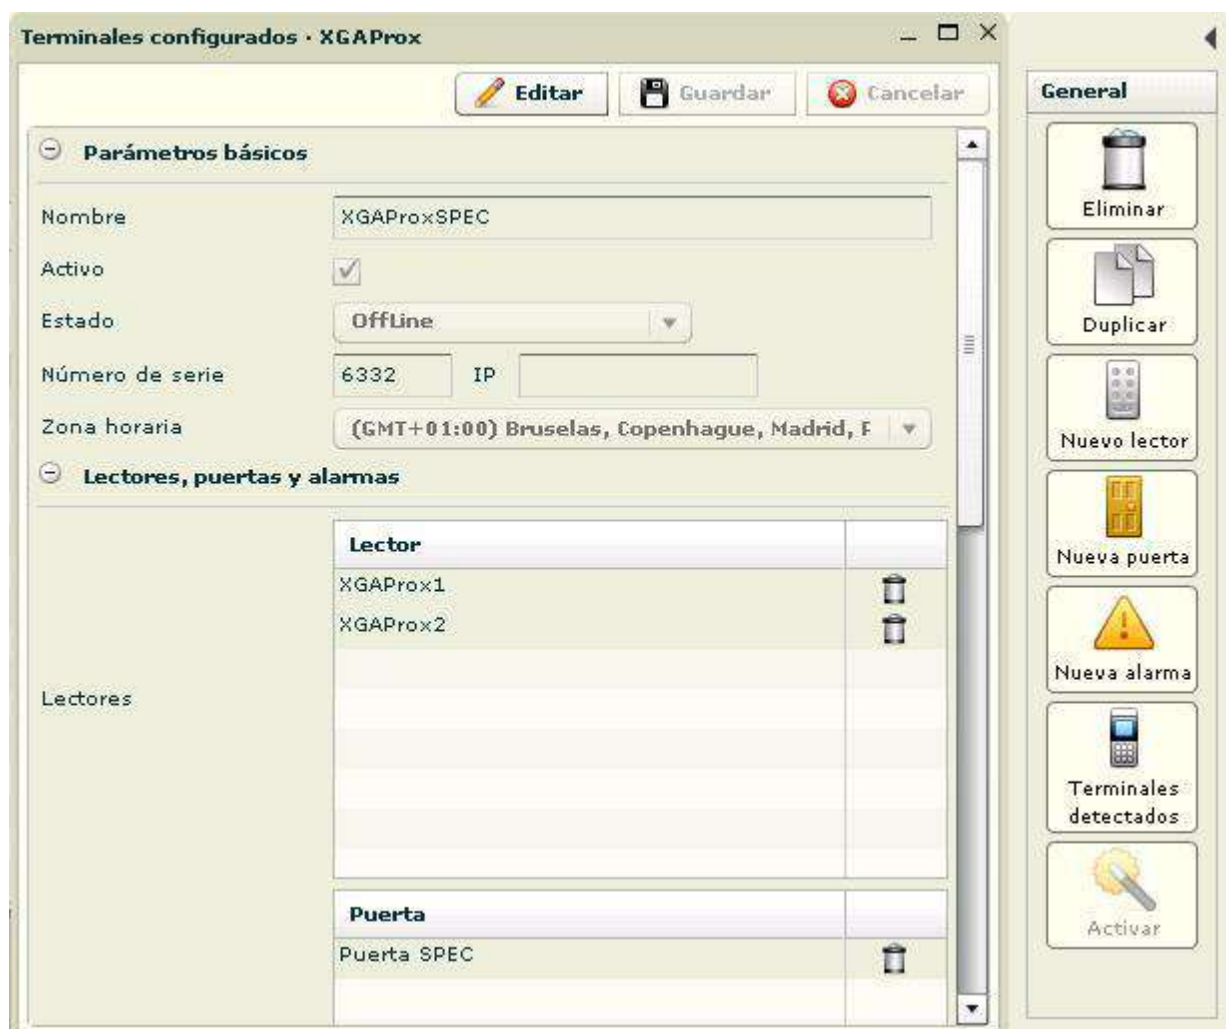 Terminales configurados · XGAProx
Editar Guardar Cancelar
Parámetros básicos
Nombre XGAProxSPEC
Activo
Estado OffLine
Número de serie 6332 IP
Zona horaria (GMT+01:00) Bruselas, Copenhague, Madrid, F
Lectores, puertas y alarmas
Lector
XGAProx1
XGAProx2
Lectores
Puerta
Puerta SPEC
General
Eliminar
Duplicar
Nuevo lector
Nueva puerta
Nueva alarma
Terminales
detectados
Activar